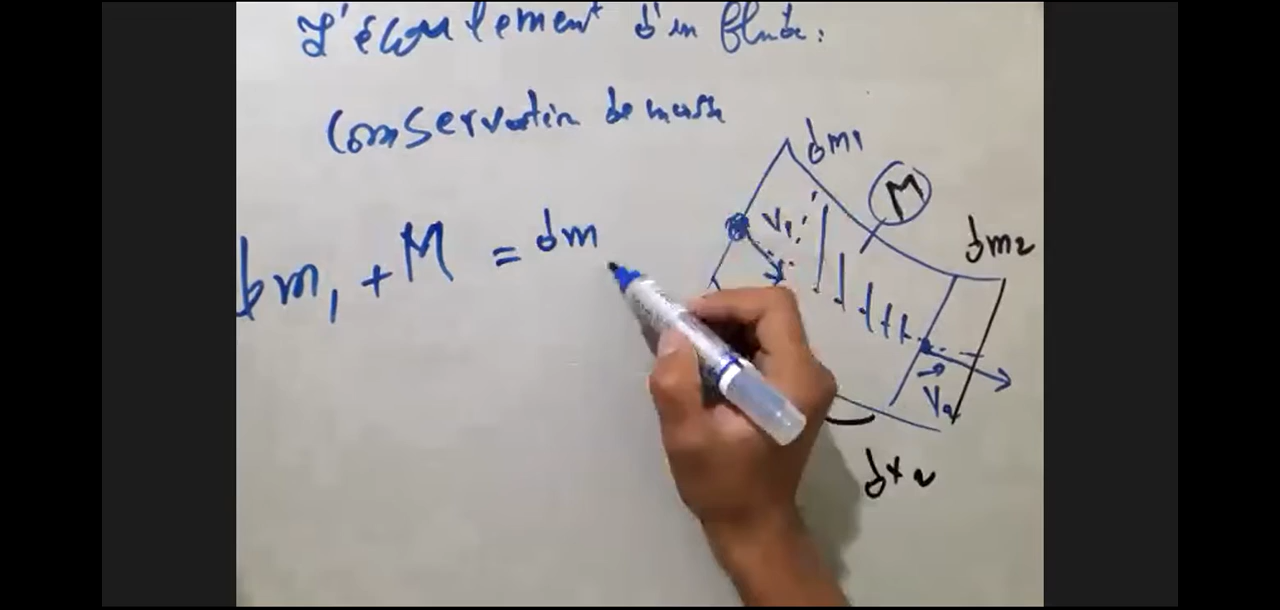 L'écoulement d'un fluide :
Conservation de masse
dm1
M
V1
dm2
dm1 + M = dm
V2
dx2